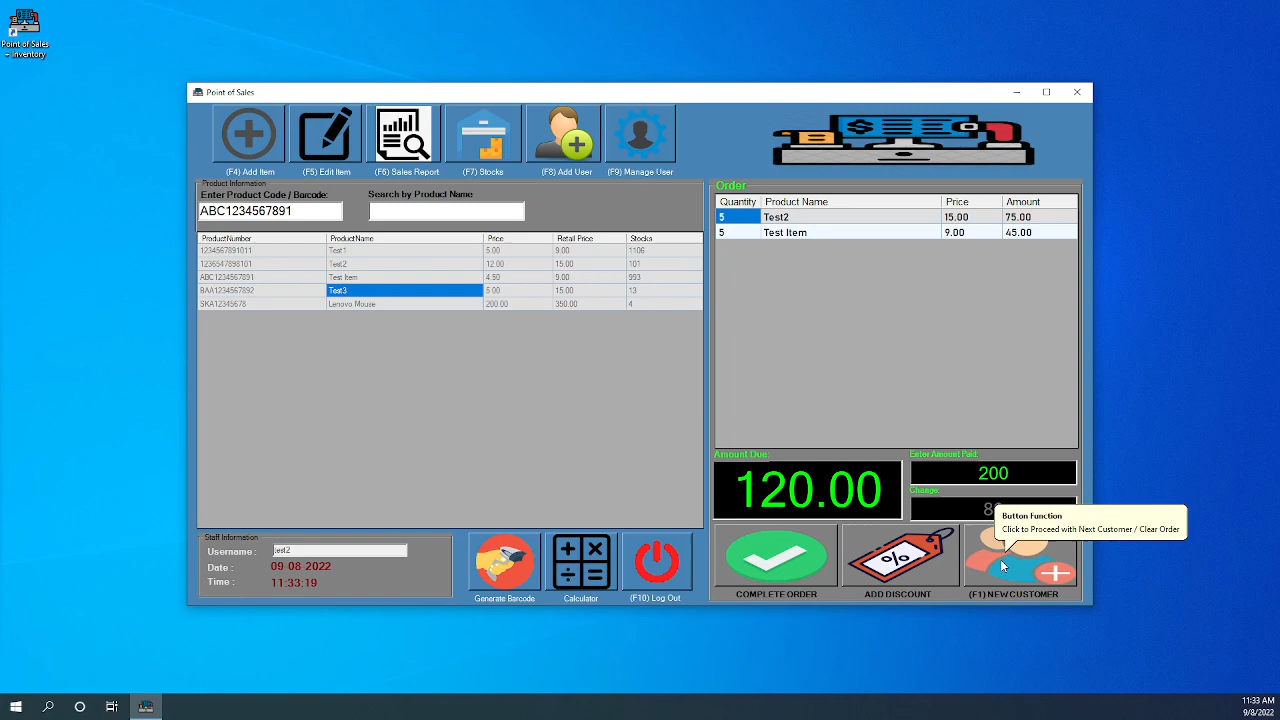 Point of Sales
- Inventory
Point of Sales
(F4) Add Item
(F5) Edit Item
(F6) Sales Report
(F7) Stocks
(F8) Add User
(F9) Manage User
Product Information
Enter Product Code / Barcode:
Search by Product Name
ABC1234567891
ProductNumber ProductName Price Retail Price Stocks
1234567891011 Test1 5.00 9.00 1106
1236547898101 Test2 12.00 15.00 101
ABC1234567891 Test Item 4.50 9.00 993
BAA1234567892 Test3 5.00 15.00 13
SKA12345678 Lenovo Mouse 200.00 350.00 4
Order
Quantity Product Name Price Amount
5 Test2 15.00 75.00
5 Test Item 9.00 45.00
Amount Due:
120.00
Enter Amount Paid:
200
Change:
Button Function
Click to Proceed with Next Customer / Clear Order
COMPLETE ORDER
ADD DISCOUNT
(F1) NEW CUSTOMER
Staff Information
Username : test2
Date : 09-08-2022
Time : 11:33:19
Generate Barcode
Calculator
(F10) Log Out
11:33 AM
9/8/2022